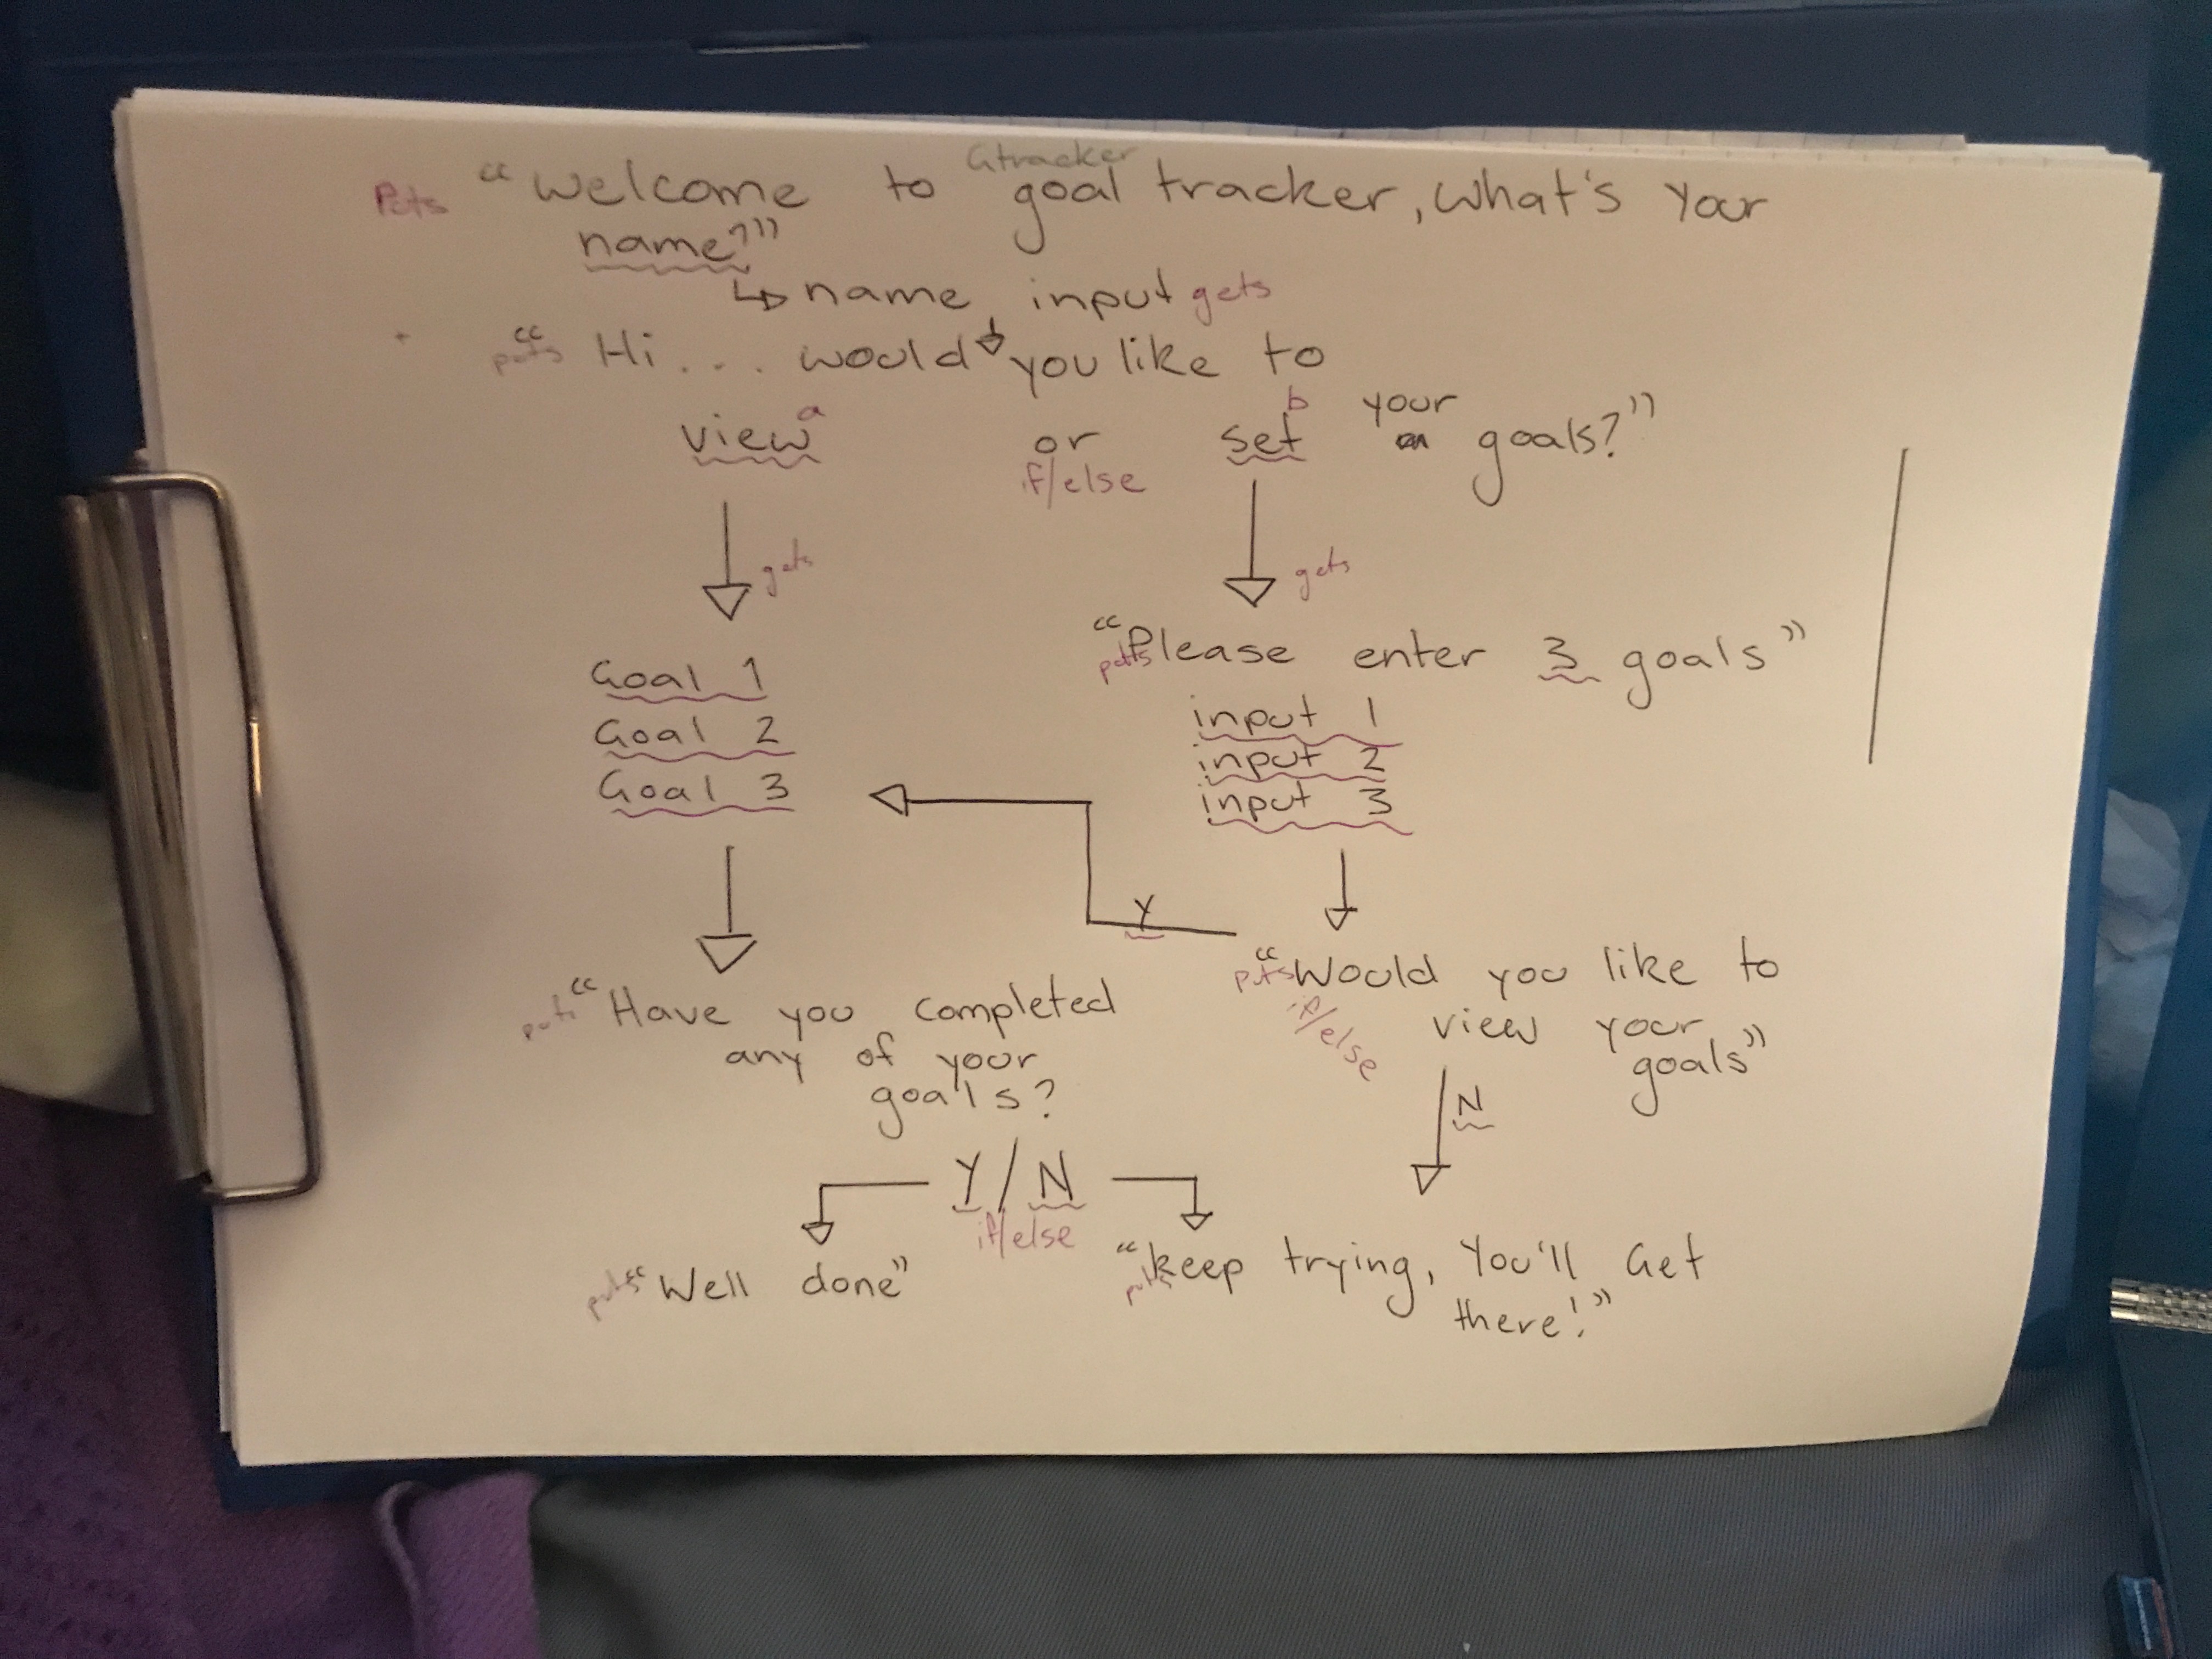 Gtracker
Puts "welcome to goal tracker, what's your
name?"
name input gets
puts "Hi... would you like to
a b your
view or set goals?"
if/else
gets gets
"Please enter 3 goals"
puts
Goal 1
Goal 2
Goal 3
input 1
input 2
input 3
Y
puts "Would you like to
view your
goals"
if/else
N
puts "Have you completed
any of your
goals?
Y/N
if/else
puts "Well done"
puts "keep trying, You'll Get
there!"